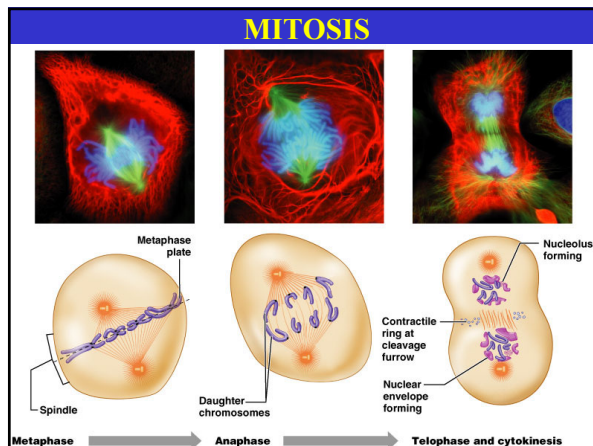 MITOSIS
Metaphase
plate
Spindle
Daughter
chromosomes
Nucleolus
forming
Contractile
ring at
cleavage
furrow
Nuclear
envelope
forming
Metaphase
Anaphase
Telophase and cytokinesis